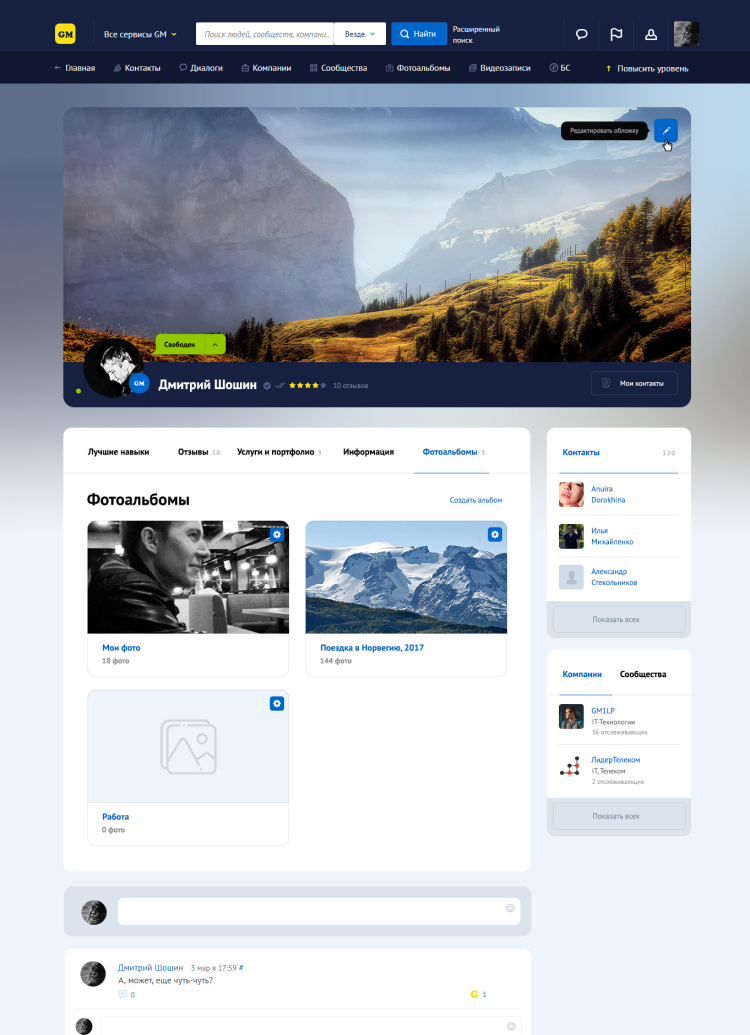 GM
Все сервисы GM
Поиск людей, сообществ, компани..
Везде
Найти
Расширенный
поиск
← Главная
Контакты
Диалоги
Компании
Сообщества
Фотоальбомы
Видеозаписи
БС
Повысить уровень
Редактировать обложку
Свободен
GM
Дмитрий Шошин
10 отзывов
Мои контакты
Лучшие навыки
Отзывы 10
Услуги и портфолио 3
Информация
Фотоальбомы 3
Фотоальбомы
Создать альбом
Мои фото
18 фото
Поездка в Норвегию, 2017
144 фото
Работа
0 фото
Контакты
120
Anuira
Dorokhina
Илья
Михайленко
Александр
Стекольников
Показать всех
Компании
Сообщества
GM1LP
IT-Технологии
36 отслеживающих
ЛидерТелеком
IT, Телеком
2 отслеживающих
Показать всех
Дмитрий Шошин 3 мар в 17:59 #
А, может, еще чуть-чуть?
0
G 1